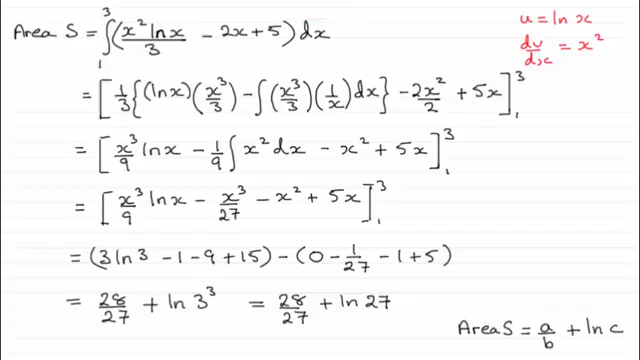 Area S = ∫₁³ (x² ln x / 3 − 2x + 5) dx
u = ln x
dv/dx = x²
= [ 1/3 { (ln x)(x³/3) − ∫ (x³/3)(1/x) dx } − 2x²/2 + 5x ]₁³
= [ x³/9 ln x − 1/9 ∫ x² dx − x² + 5x ]₁³
= [ x³/9 ln x − x³/27 − x² + 5x ]₁³
= (3 ln 3 − 1 − 9 + 15) − (0 − 1/27 − 1 + 5)
= 28/27 + ln 3³ = 28/27 + ln 27
Area S = a/b + ln c